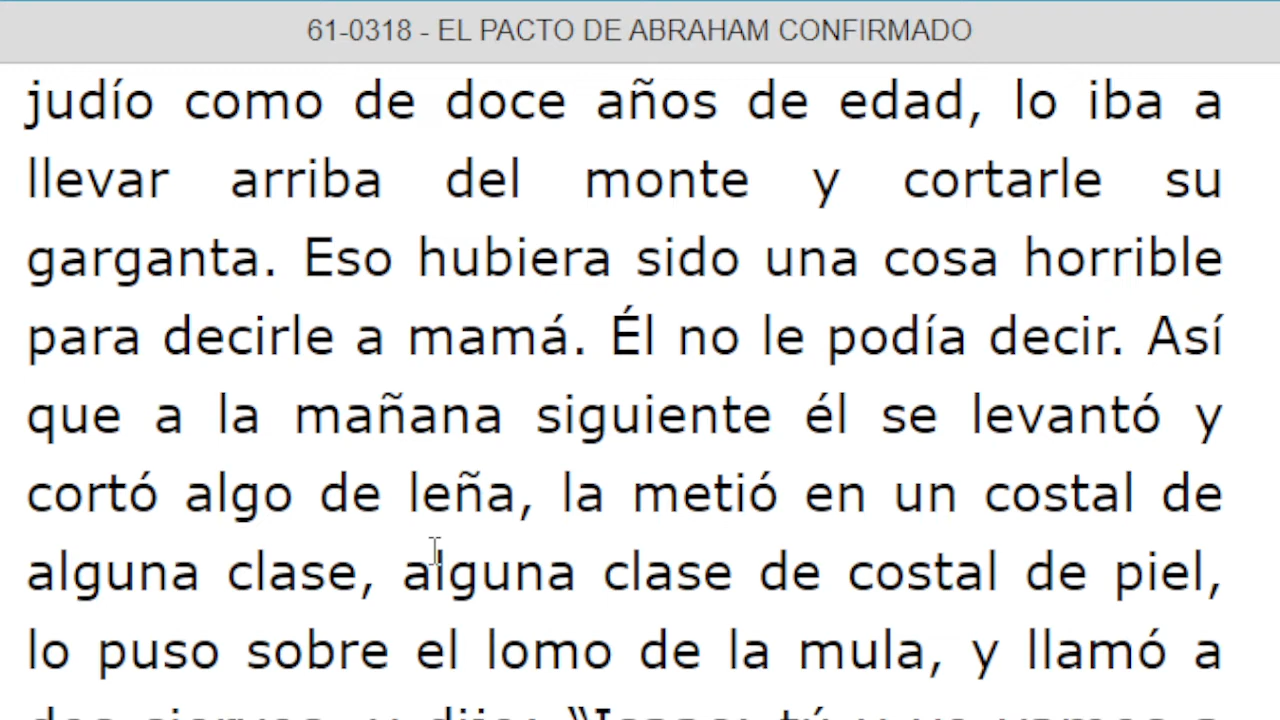 61-0318 - EL PACTO DE ABRAHAM CONFIRMADO
judío como de doce años de edad, lo iba a
llevar arriba del monte y cortarle su
garganta. Eso hubiera sido una cosa horrible
para decirle a mamá. Él no le podía decir. Así
que a la mañana siguiente él se levantó y
cortó algo de leña, la metió en un costal de
alguna clase, alguna clase de costal de piel,
lo puso sobre el lomo de la mula, y llamó a